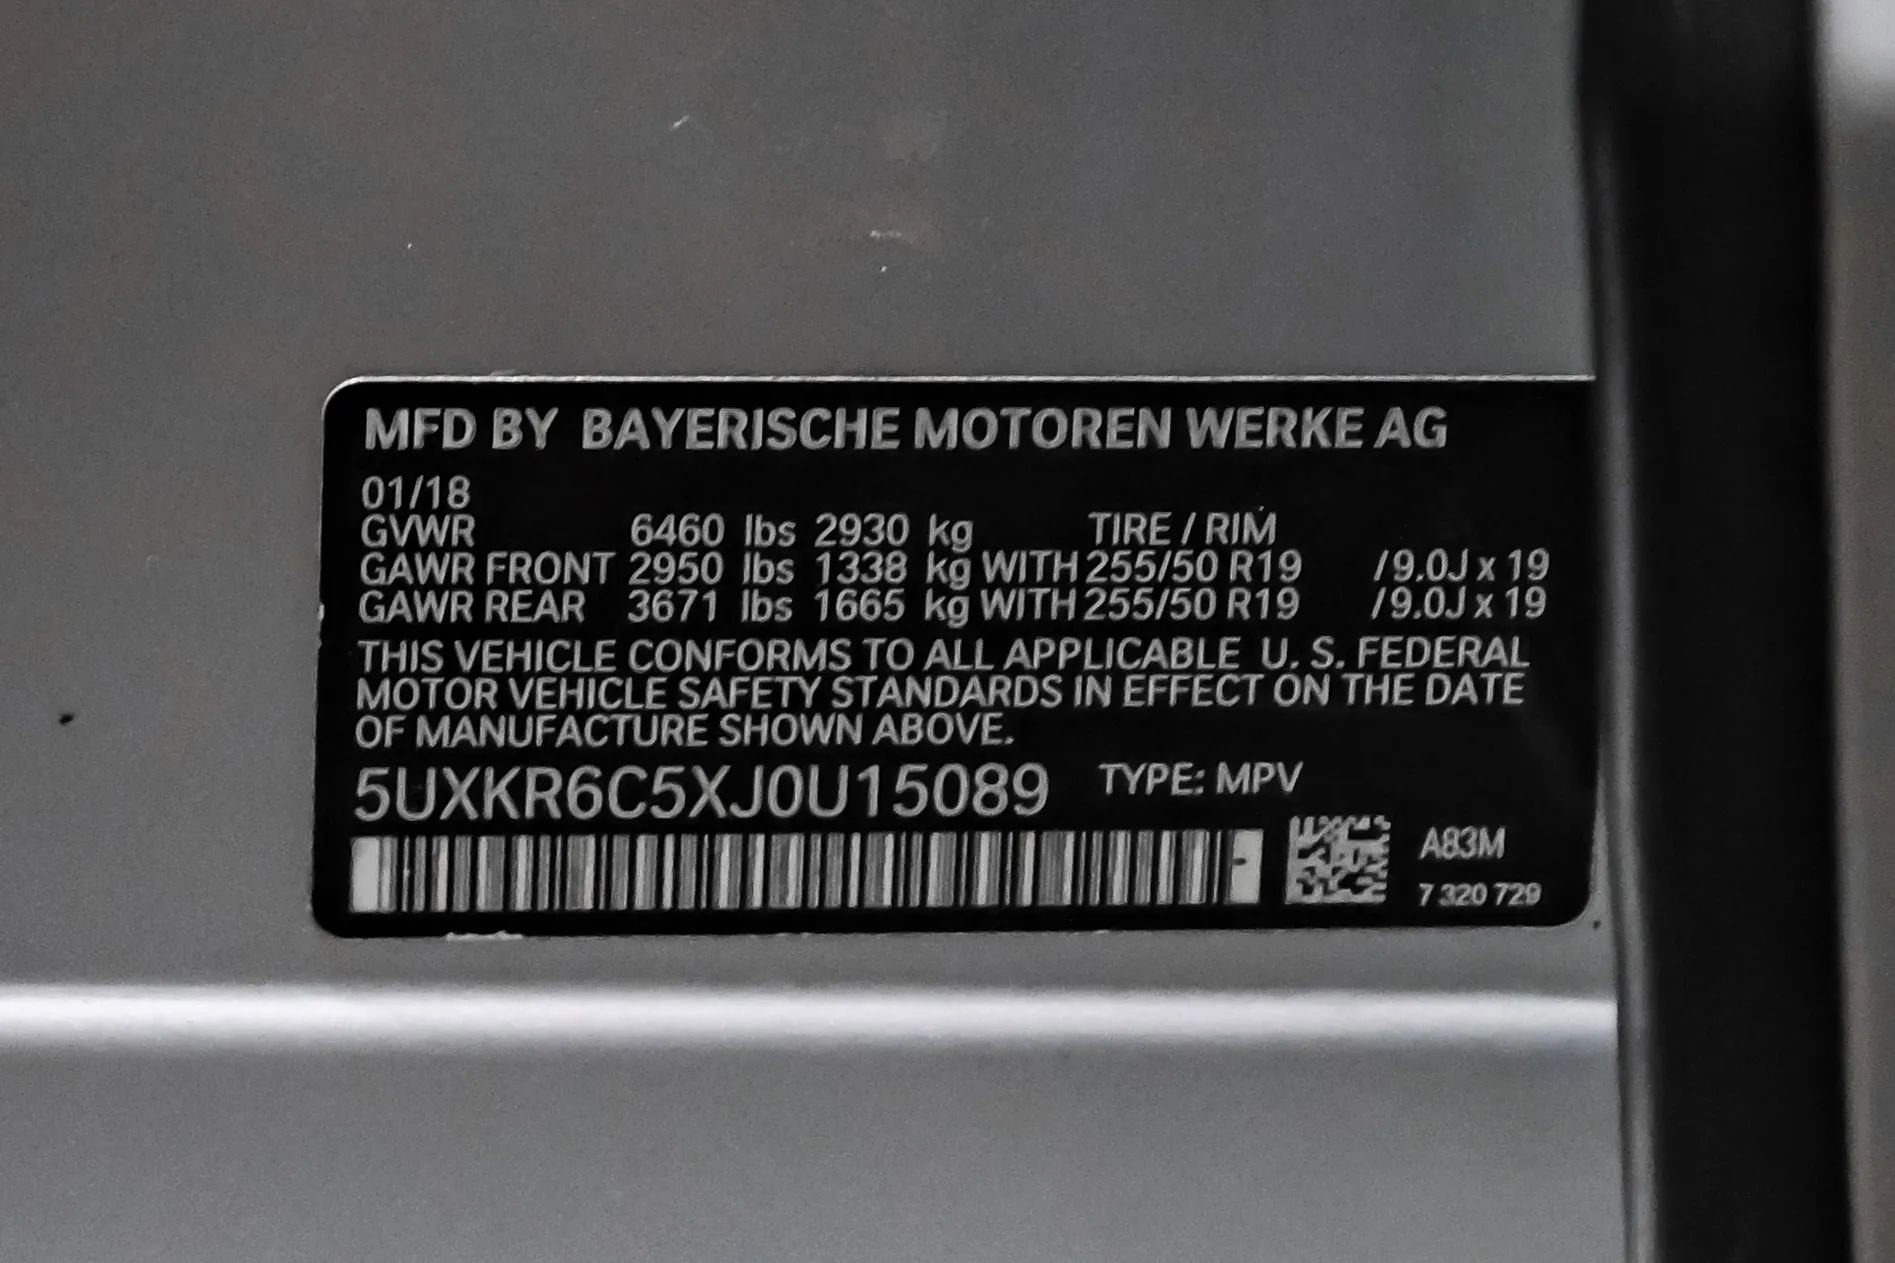 MFD BY BAYERISCHE MOTOREN WERKE AG
01/18
GVWR 6460 lbs 2930 kg TIRE / RIM
GAWR FRONT 2950 lbs 1338 kg WITH 255/50 R19 /9.0J x 19
GAWR REAR 3671 lbs 1665 kg WITH 255/50 R19 /9.0J x 19
THIS VEHICLE CONFORMS TO ALL APPLICABLE U. S. FEDERAL
MOTOR VEHICLE SAFETY STANDARDS IN EFFECT ON THE DATE
OF MANUFACTURE SHOWN ABOVE.
5UXKR6C5XJ0U15089 TYPE: MPV
A83M
7 320 729